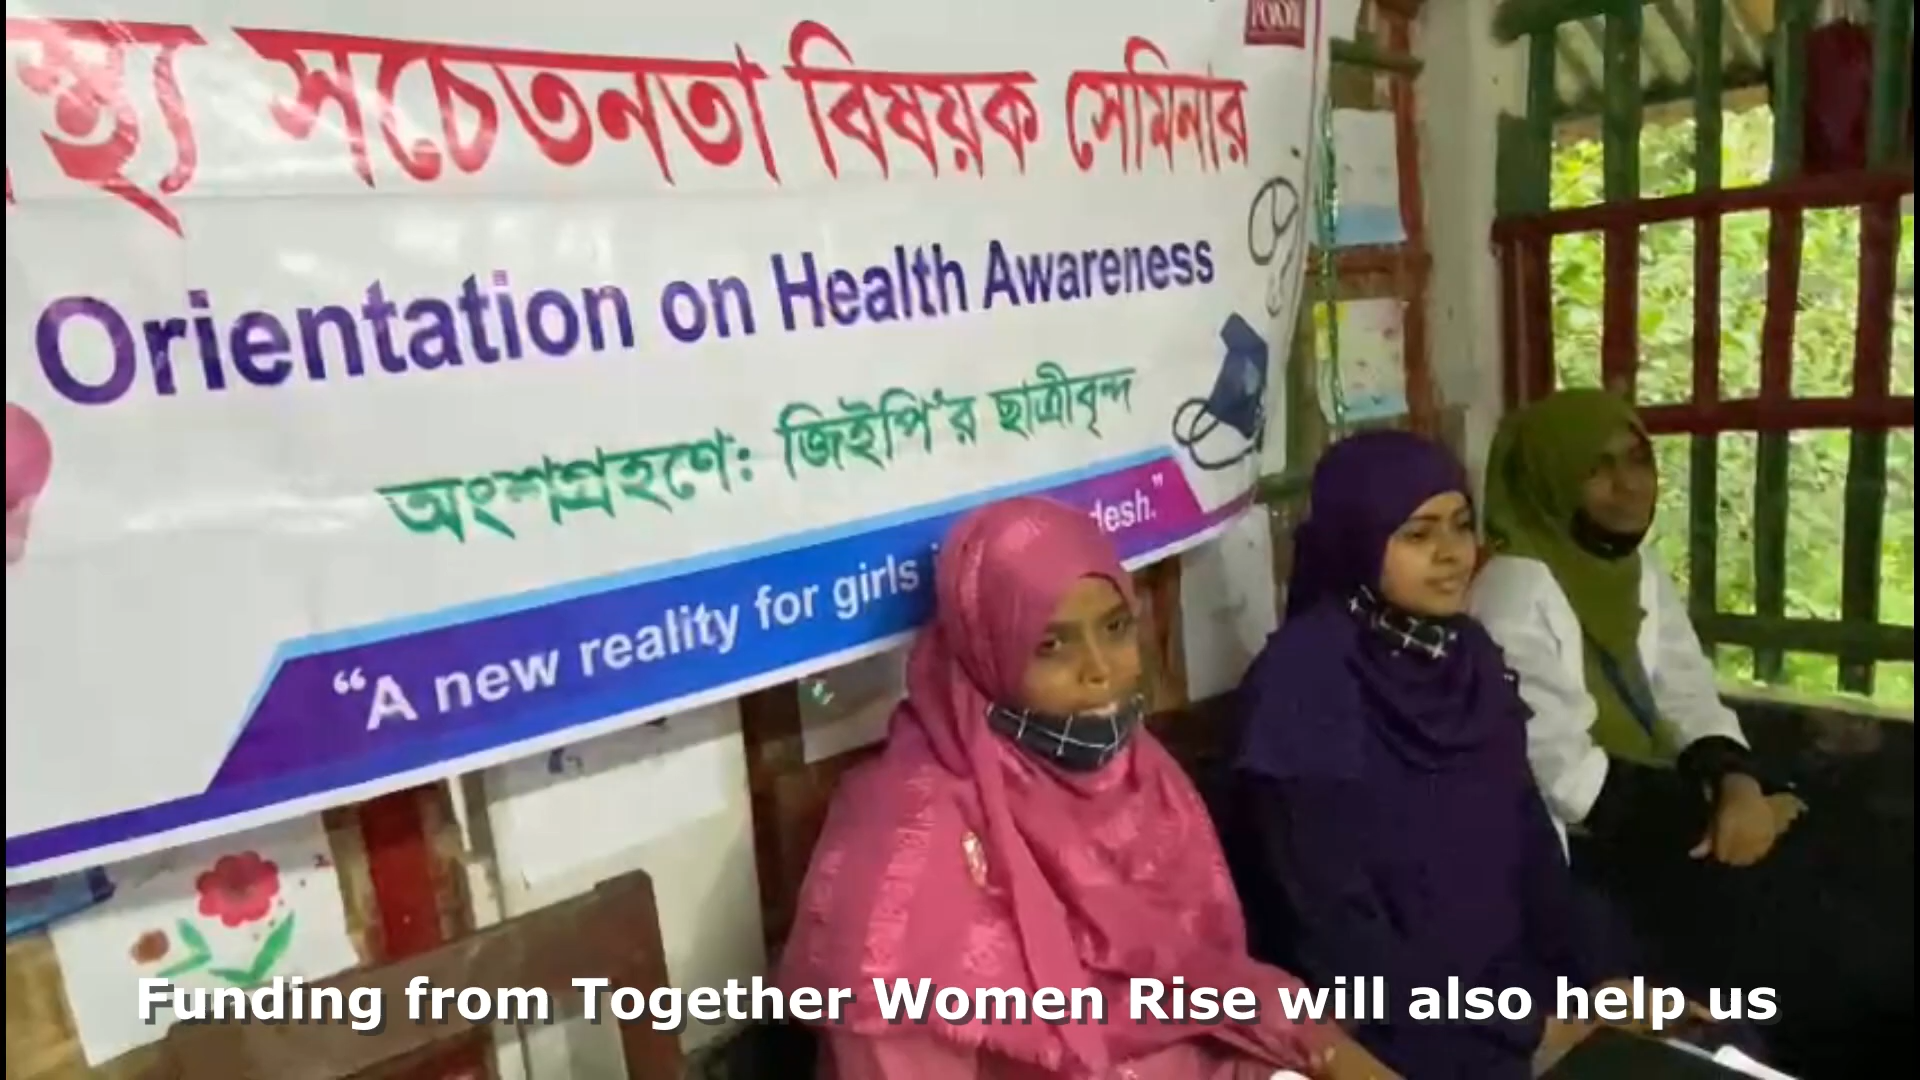 সচেতনতা বিষয়ক সেমিনার
Orientation on Health Awareness
অংশগ্রহণে: জিইপি'র ছাত্রীবৃন্দ
“A new reality for girls desh.”
Funding from Together Women Rise will also help us